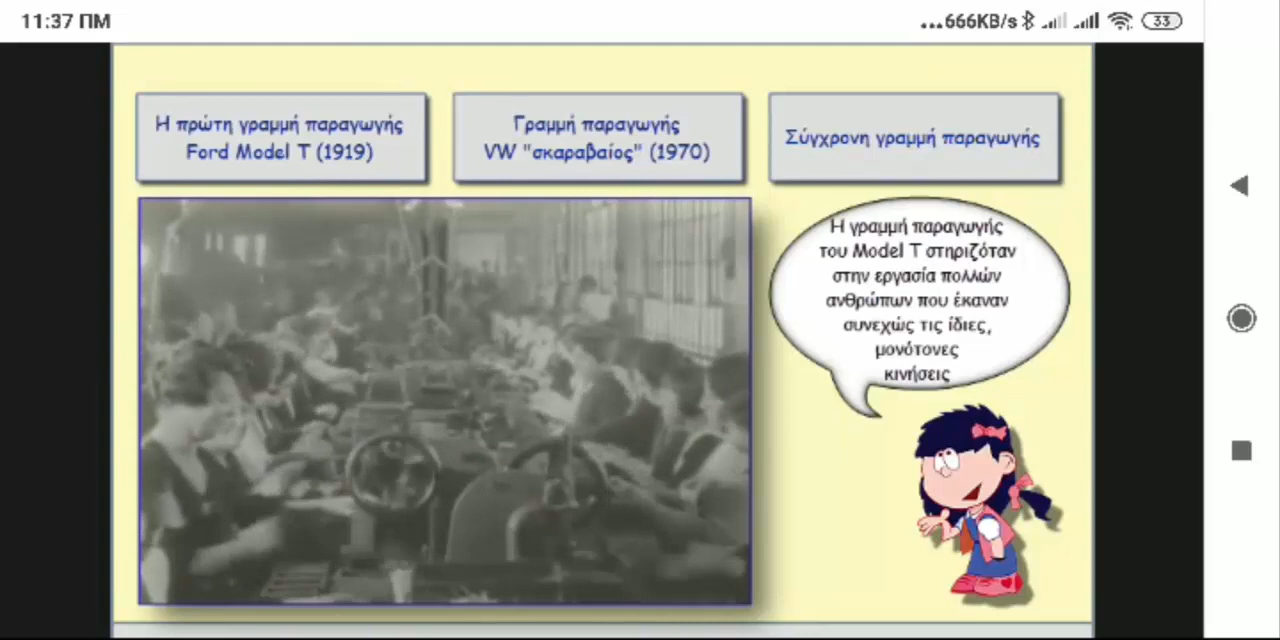 11:37 ΠΜ
...666KB/s
33
Η πρώτη γραμμή παραγωγής
Ford Model T (1919)
Γραμμή παραγωγής
VW "σκαραβαίος" (1970)
Σύγχρονη γραμμή παραγωγής
Η γραμμή παραγωγής
του Model T στηριζόταν
στην εργασία πολλών
ανθρώπων που έκαναν
συνεχώς τις ίδιες,
μονότονες
κινήσεις